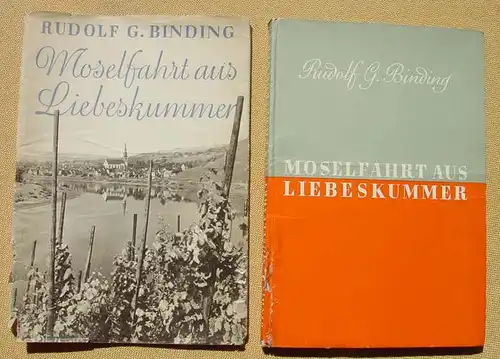 RUDOLF G. BINDING
Moselfahrt aus
Liebeskummer
Rudolf G. Binding
MOSELFAHRT AUS
LIEBESKUMMER